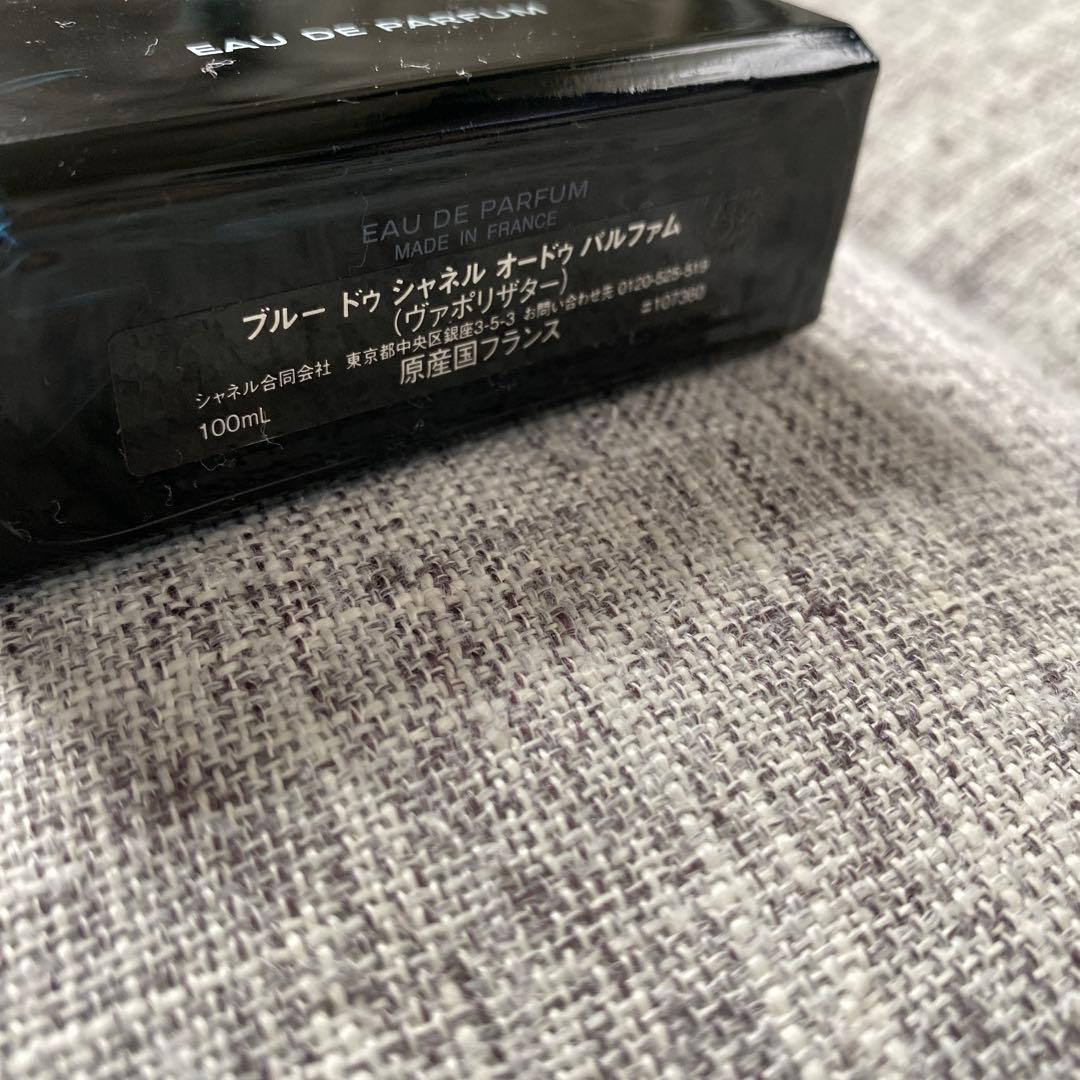 EAU DE PARFUM
EAU DE PARFUM
MADE IN FRANCE
ブルー ドゥ シャネル オードゥ パルファム
(ヴァポリザター)
シャネル合同会社 東京都中央区銀座3-5-3 お問い合わせ先 0120-525-519
100mL 原産国フランス #107360